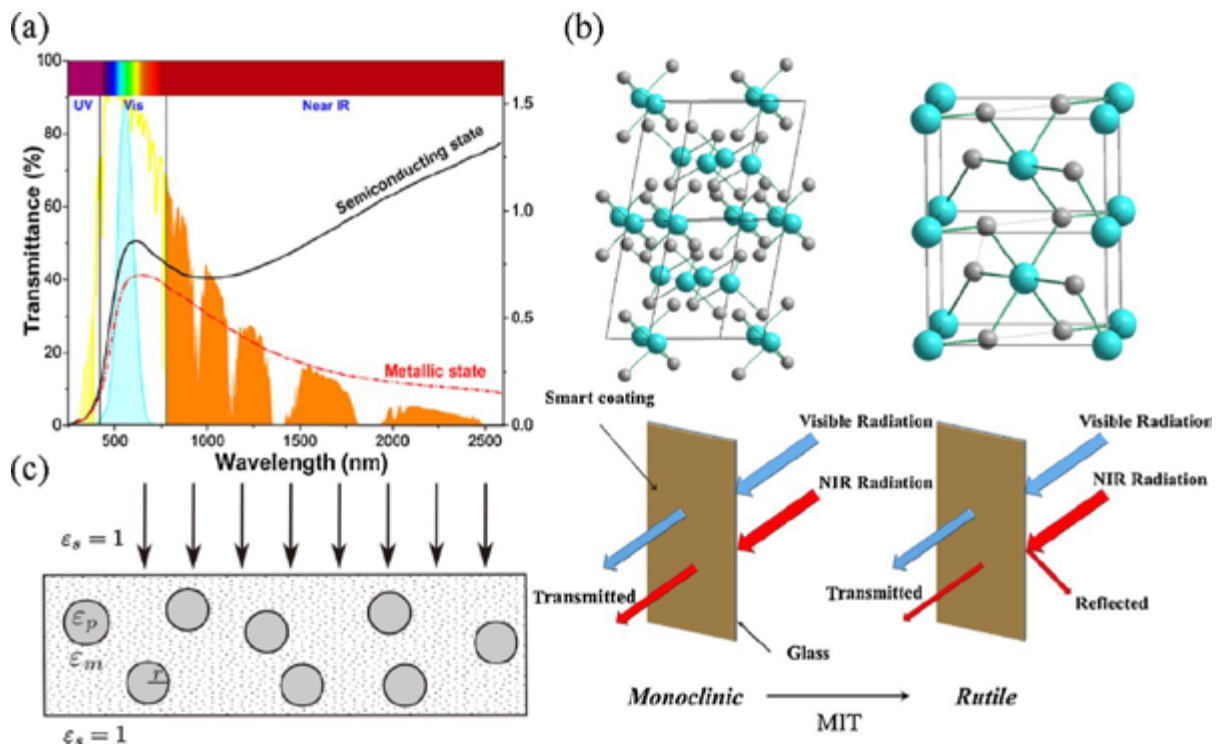 (a)
100
80
60
40
20
0
Transmittance (%)
UV
Vis
Near IR
1.5
1.0
0.5
0.0
Semiconducting state
Metallic state
500
1000
1500
2000
2500
Wavelength (nm)
(b)
Smart coating
Visible Radiation
NIR Radiation
Transmitted
Glass
Visible Radiation
NIR Radiation
Transmitted
Reflected
Monoclinic
Rutile
MIT
(c)
εs = 1
εp
εm
r
εs = 1